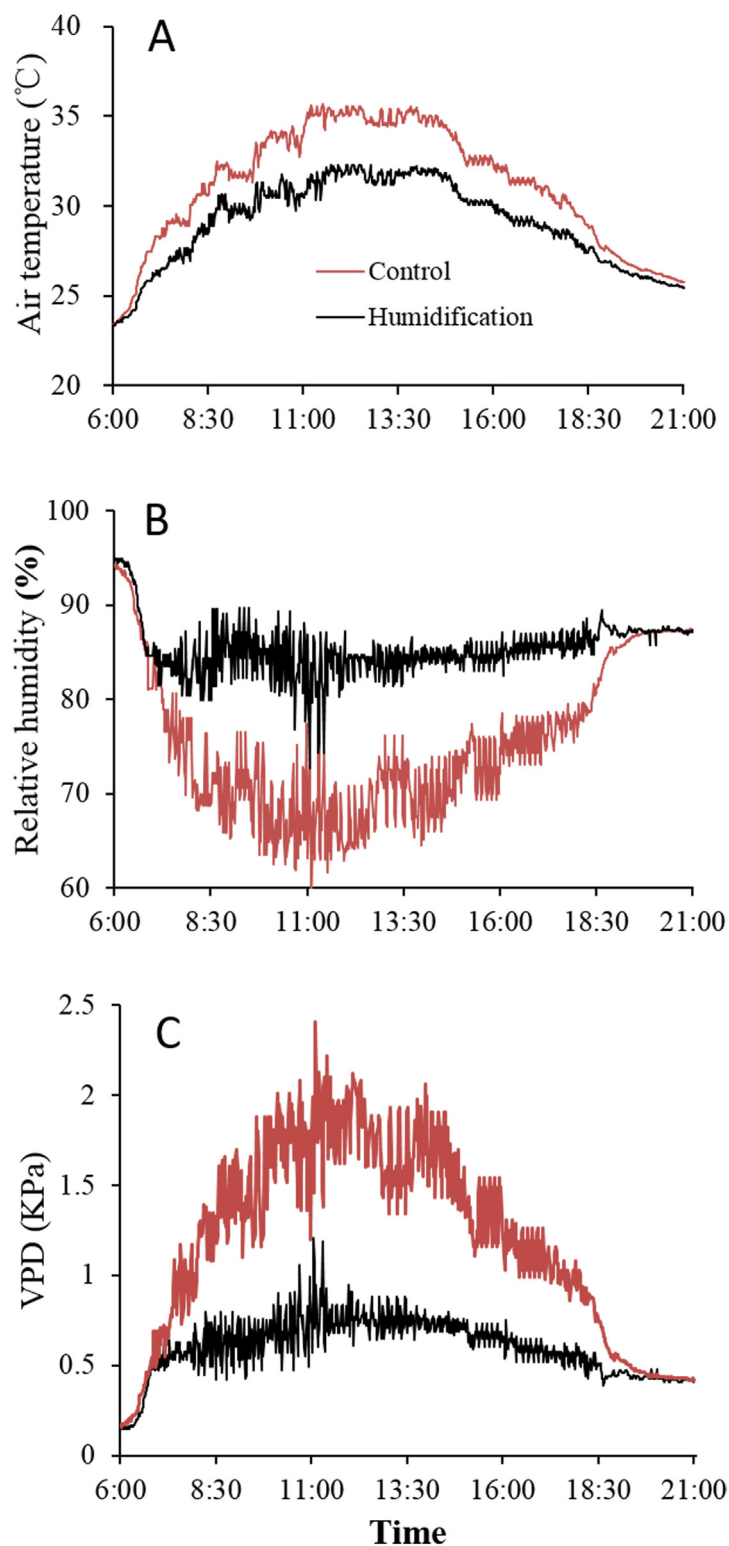 A
Air temperature (℃)
40
35
30
25
20
Control
Humidification
6:00 8:30 11:00 13:30 16:00 18:30 21:00
B
Relative humidity (%)
100
90
80
70
60
6:00 8:30 11:00 13:30 16:00 18:30 21:00
C
VPD (KPa)
2.5
2
1.5
1
0.5
0
6:00 8:30 11:00 13:30 16:00 18:30 21:00
Time